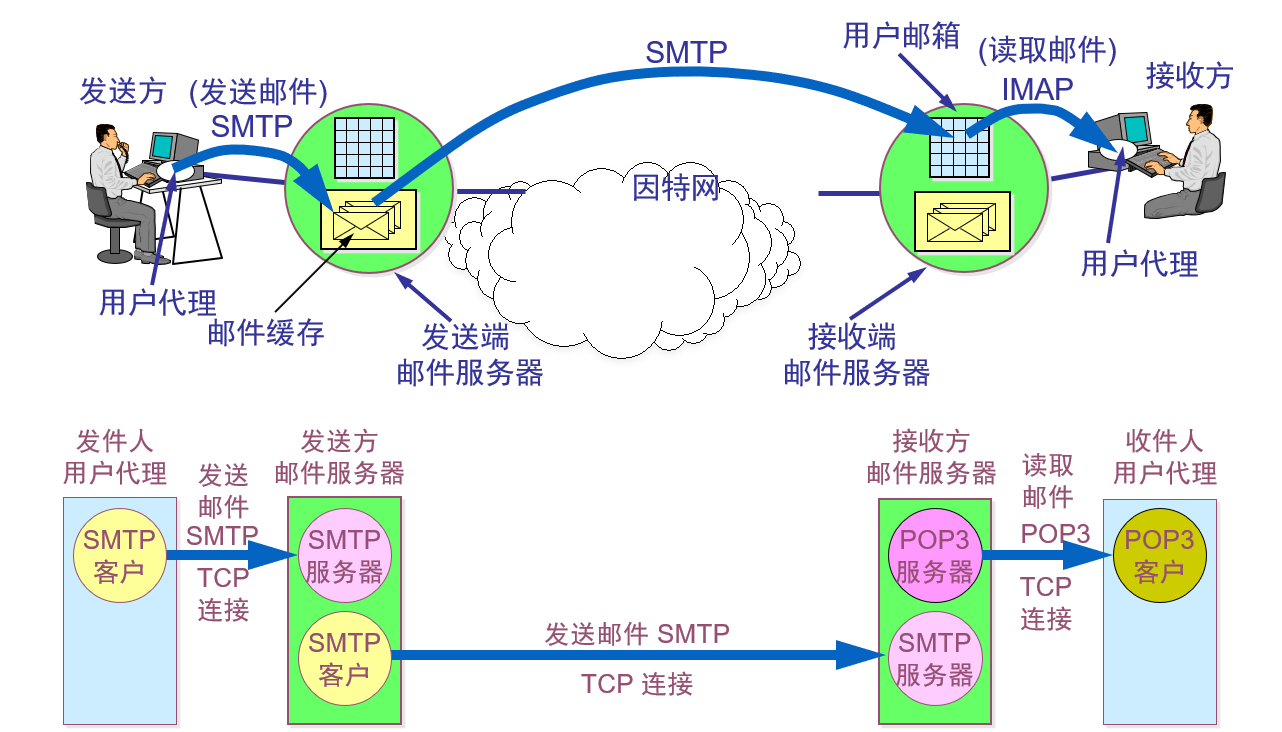 用户邮箱
SMTP
(读取邮件)
IMAP
接收方
发送方
(发送邮件)
SMTP
因特网
用户代理
邮件缓存
发送端
邮件服务器
接收端
邮件服务器
用户代理
发件人
用户代理
发送
邮件
SMTP
TCP
连接
发送方
邮件服务器
接收方
邮件服务器
读取
邮件
POP3
TCP
连接
收件人
用户代理
SMTP
客户
SMTP
服务器
SMTP
客户
发送邮件 SMTP
TCP 连接
POP3
服务器
SMTP
服务器
POP3
客户